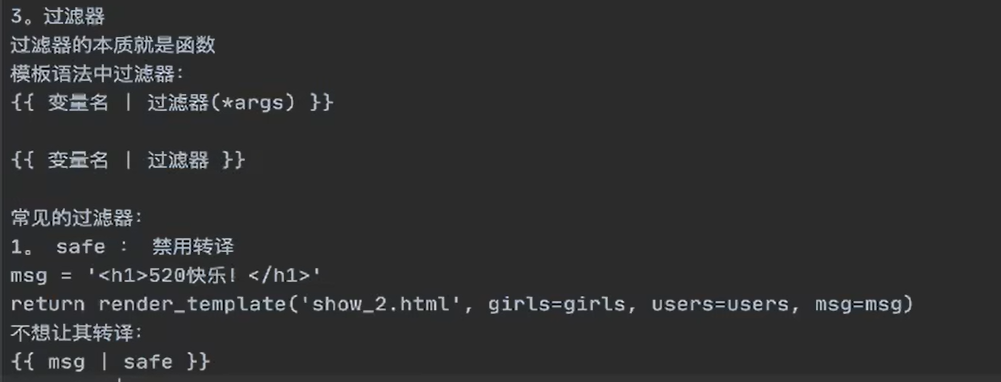 3。过滤器
过滤器的本质就是函数
模板语法中过滤器:
{{ 变量名 | 过滤器(*args) }}
{{ 变量名 | 过滤器 }}
常见的过滤器:
1。 safe : 禁用转译
msg = '<h1>520快乐！</h1>'
return render_template('show_2.html', girls=girls, users=users, msg=msg)
不想让其转译:
{{ msg | safe }}